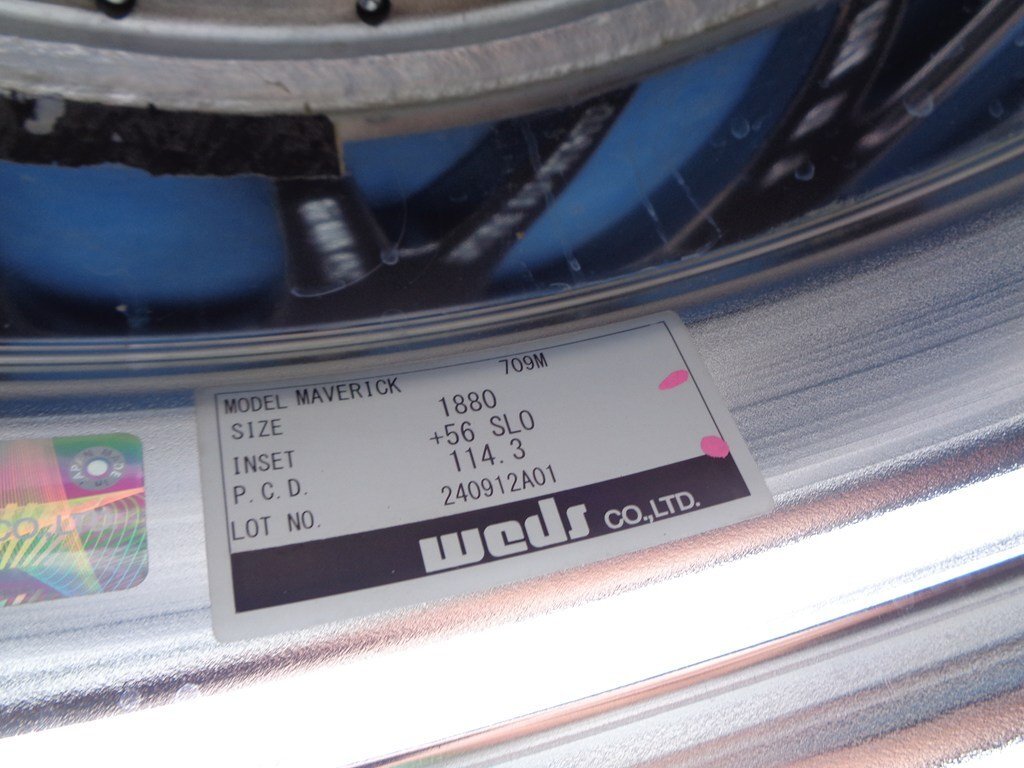 MODEL MAVERICK 709M
SIZE 1880
INSET +56 SLO
P.C.D. 114.3
LOT NO. 240912A01
weds CO.,LTD.